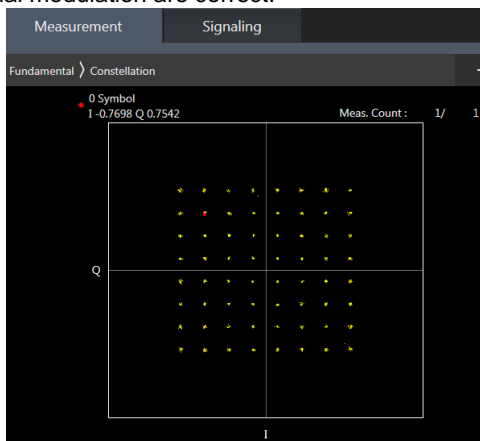 al modulation are correct.
Measurement Signaling
Fundamental 〉 Constellation
0 Symbol
I -0.7698 Q 0.7542 Meas. Count : 1/ 1
Q
I